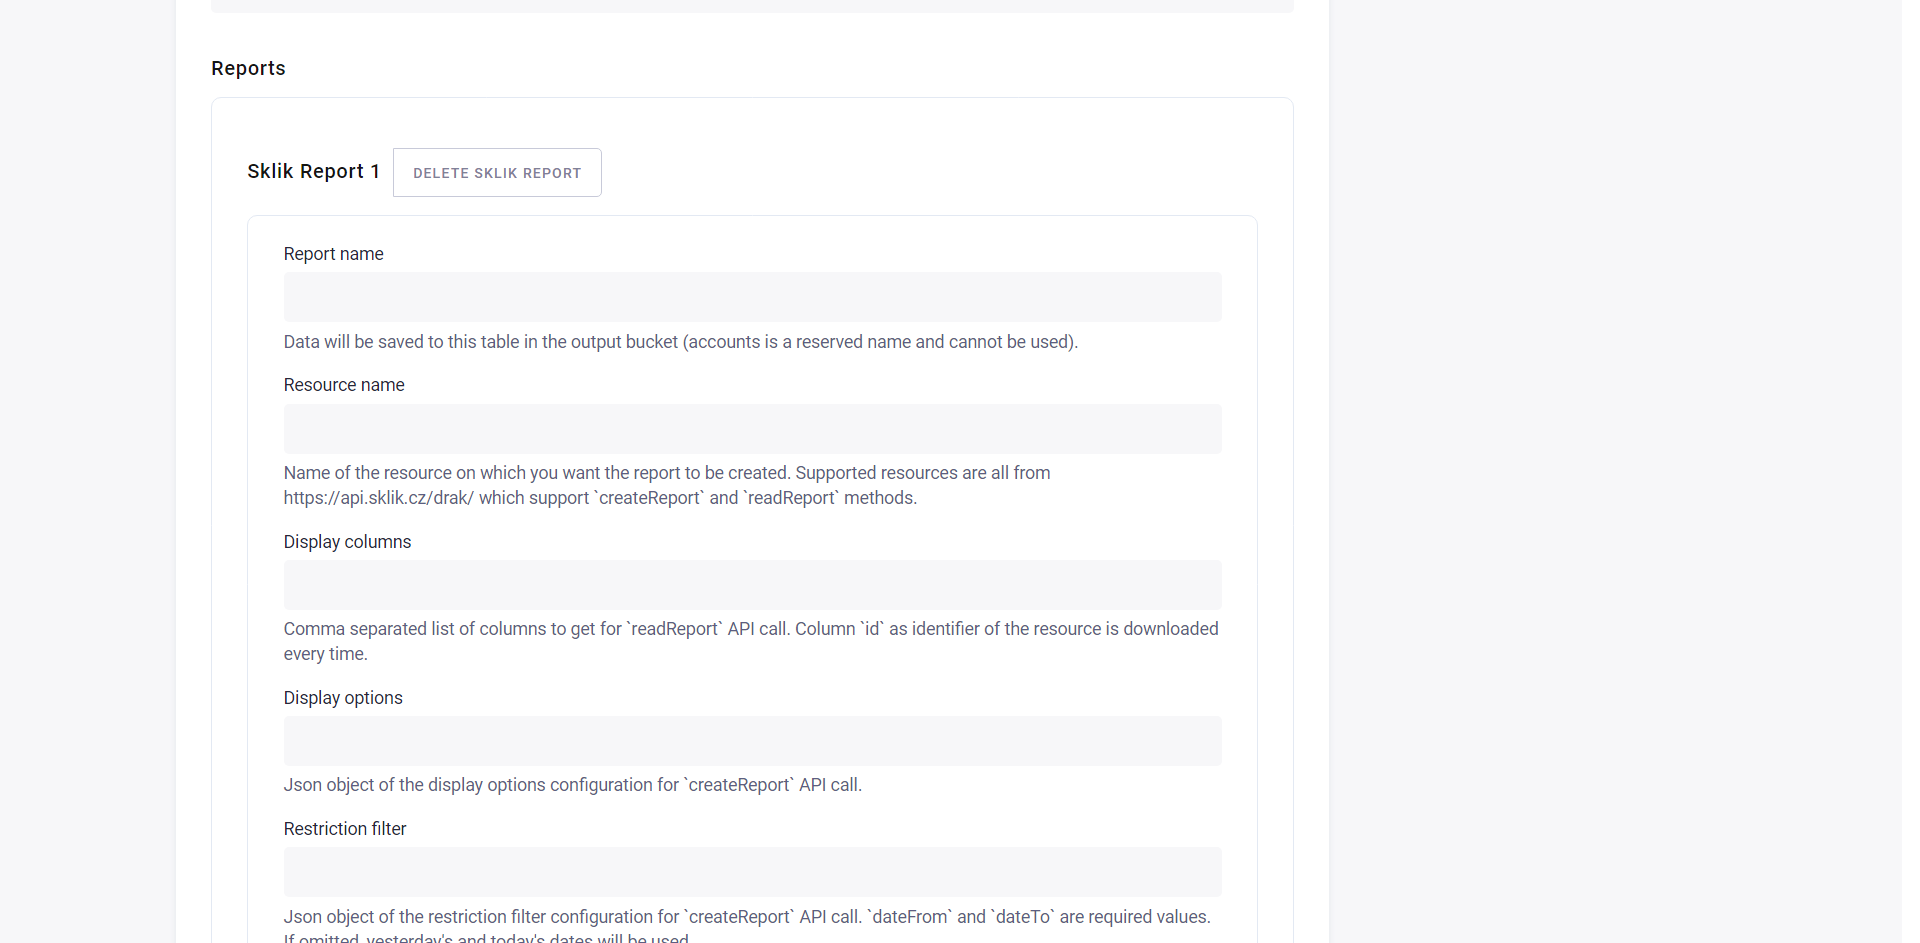 Reports
Sklik Report 1
DELETE SKLIK REPORT
Report name
Data will be saved to this table in the output bucket (accounts is a reserved name and cannot be used).
Resource name
Name of the resource on which you want the report to be created. Supported resources are all from
https://api.sklik.cz/drak/ which support `createReport` and `readReport` methods.
Display columns
Comma separated list of columns to get for `readReport` API call. Column `id` as identifier of the resource is downloaded
every time.
Display options
Json object of the display options configuration for `createReport` API call.
Restriction filter
Json object of the restriction filter configuration for `createReport` API call. `dateFrom` and `dateTo` are required values.
If omitted, yesterday's and today's dates will be used.